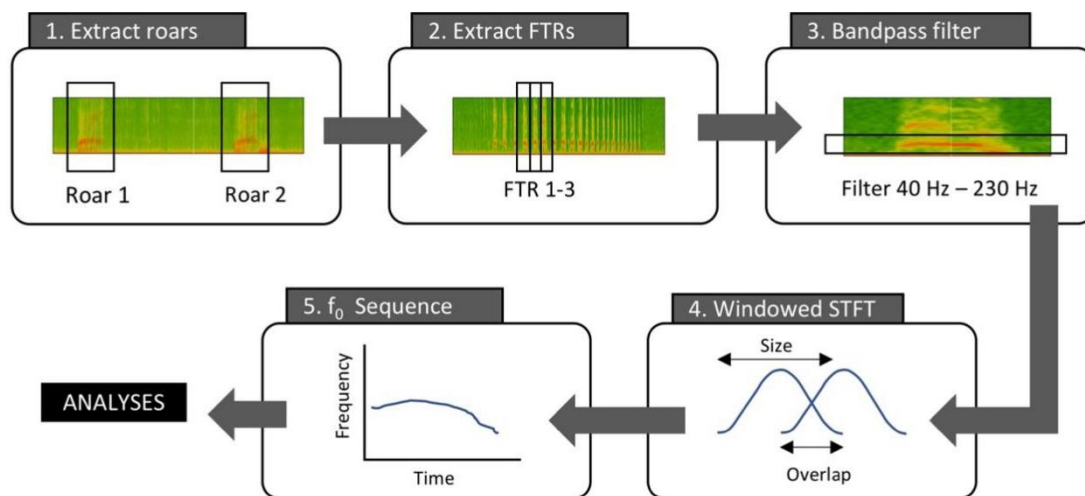 1. Extract roars
Roar 1
Roar 2
2. Extract FTRs
FTR 1-3
3. Bandpass filter
Filter 40 Hz – 230 Hz
4. Windowed STFT
Size
Overlap
5. f₀ Sequence
Frequency
Time
ANALYSES